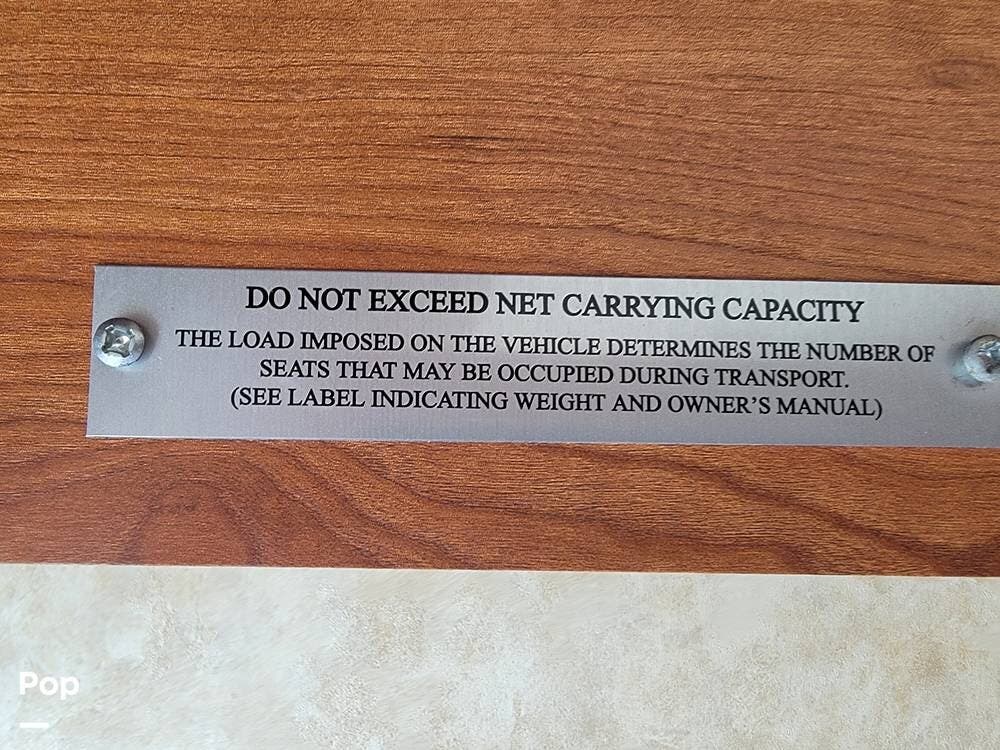 DO NOT EXCEED NET CARRYING CAPACITY
THE LOAD IMPOSED ON THE VEHICLE DETERMINES THE NUMBER OF
SEATS THAT MAY BE OCCUPIED DURING TRANSPORT.
(SEE LABEL INDICATING WEIGHT AND OWNER'S MANUAL)
Pop